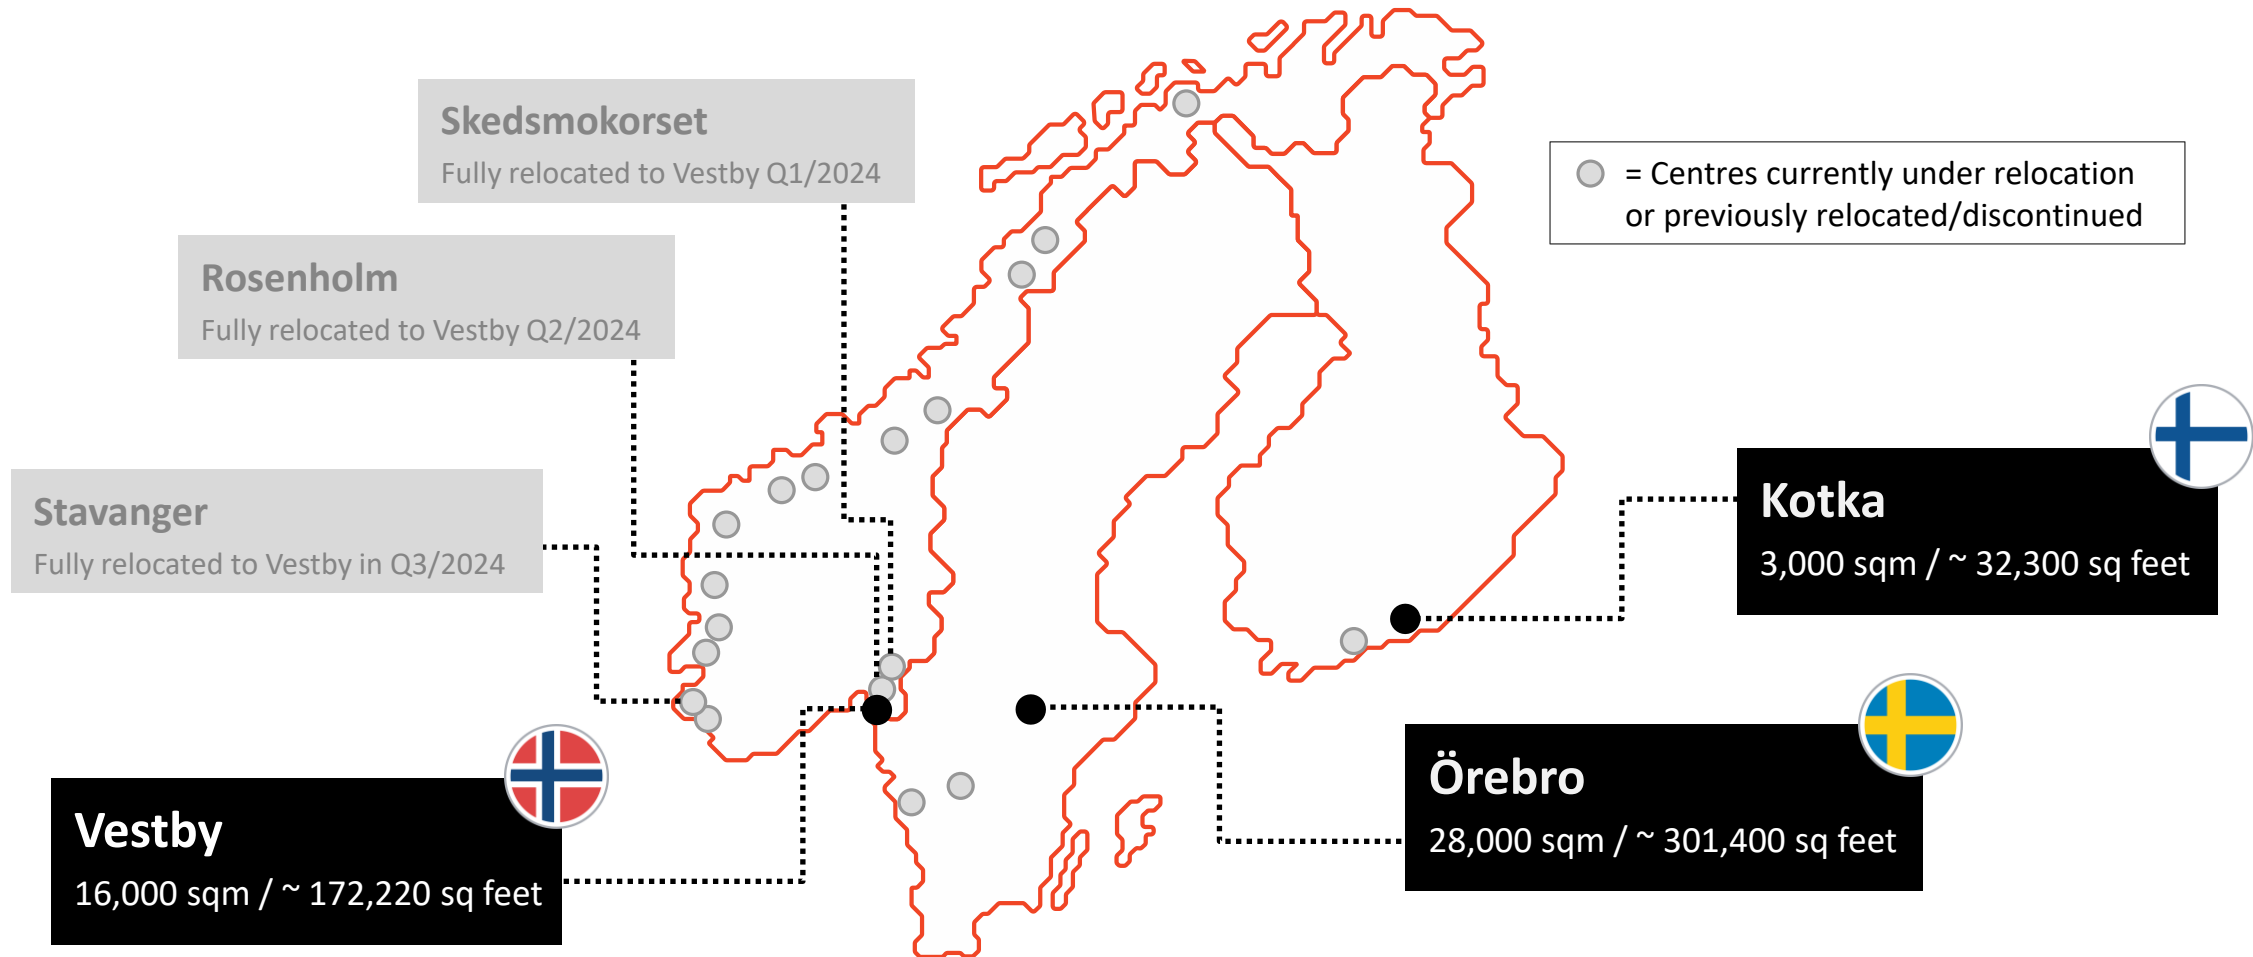 Skedsmokorset
Fully relocated to Vestby Q1/2024
= Centres currently under relocation
or previously relocated/discontinued
Rosenholm
Fully relocated to Vestby Q2/2024
Stavanger
Fully relocated to Vestby in Q3/2024
Kotka
3,000 sqm / ~ 32,300 sq feet
Örebro
28,000 sqm / ~ 301,400 sq feet
Vestby
16,000 sqm / ~ 172,220 sq feet